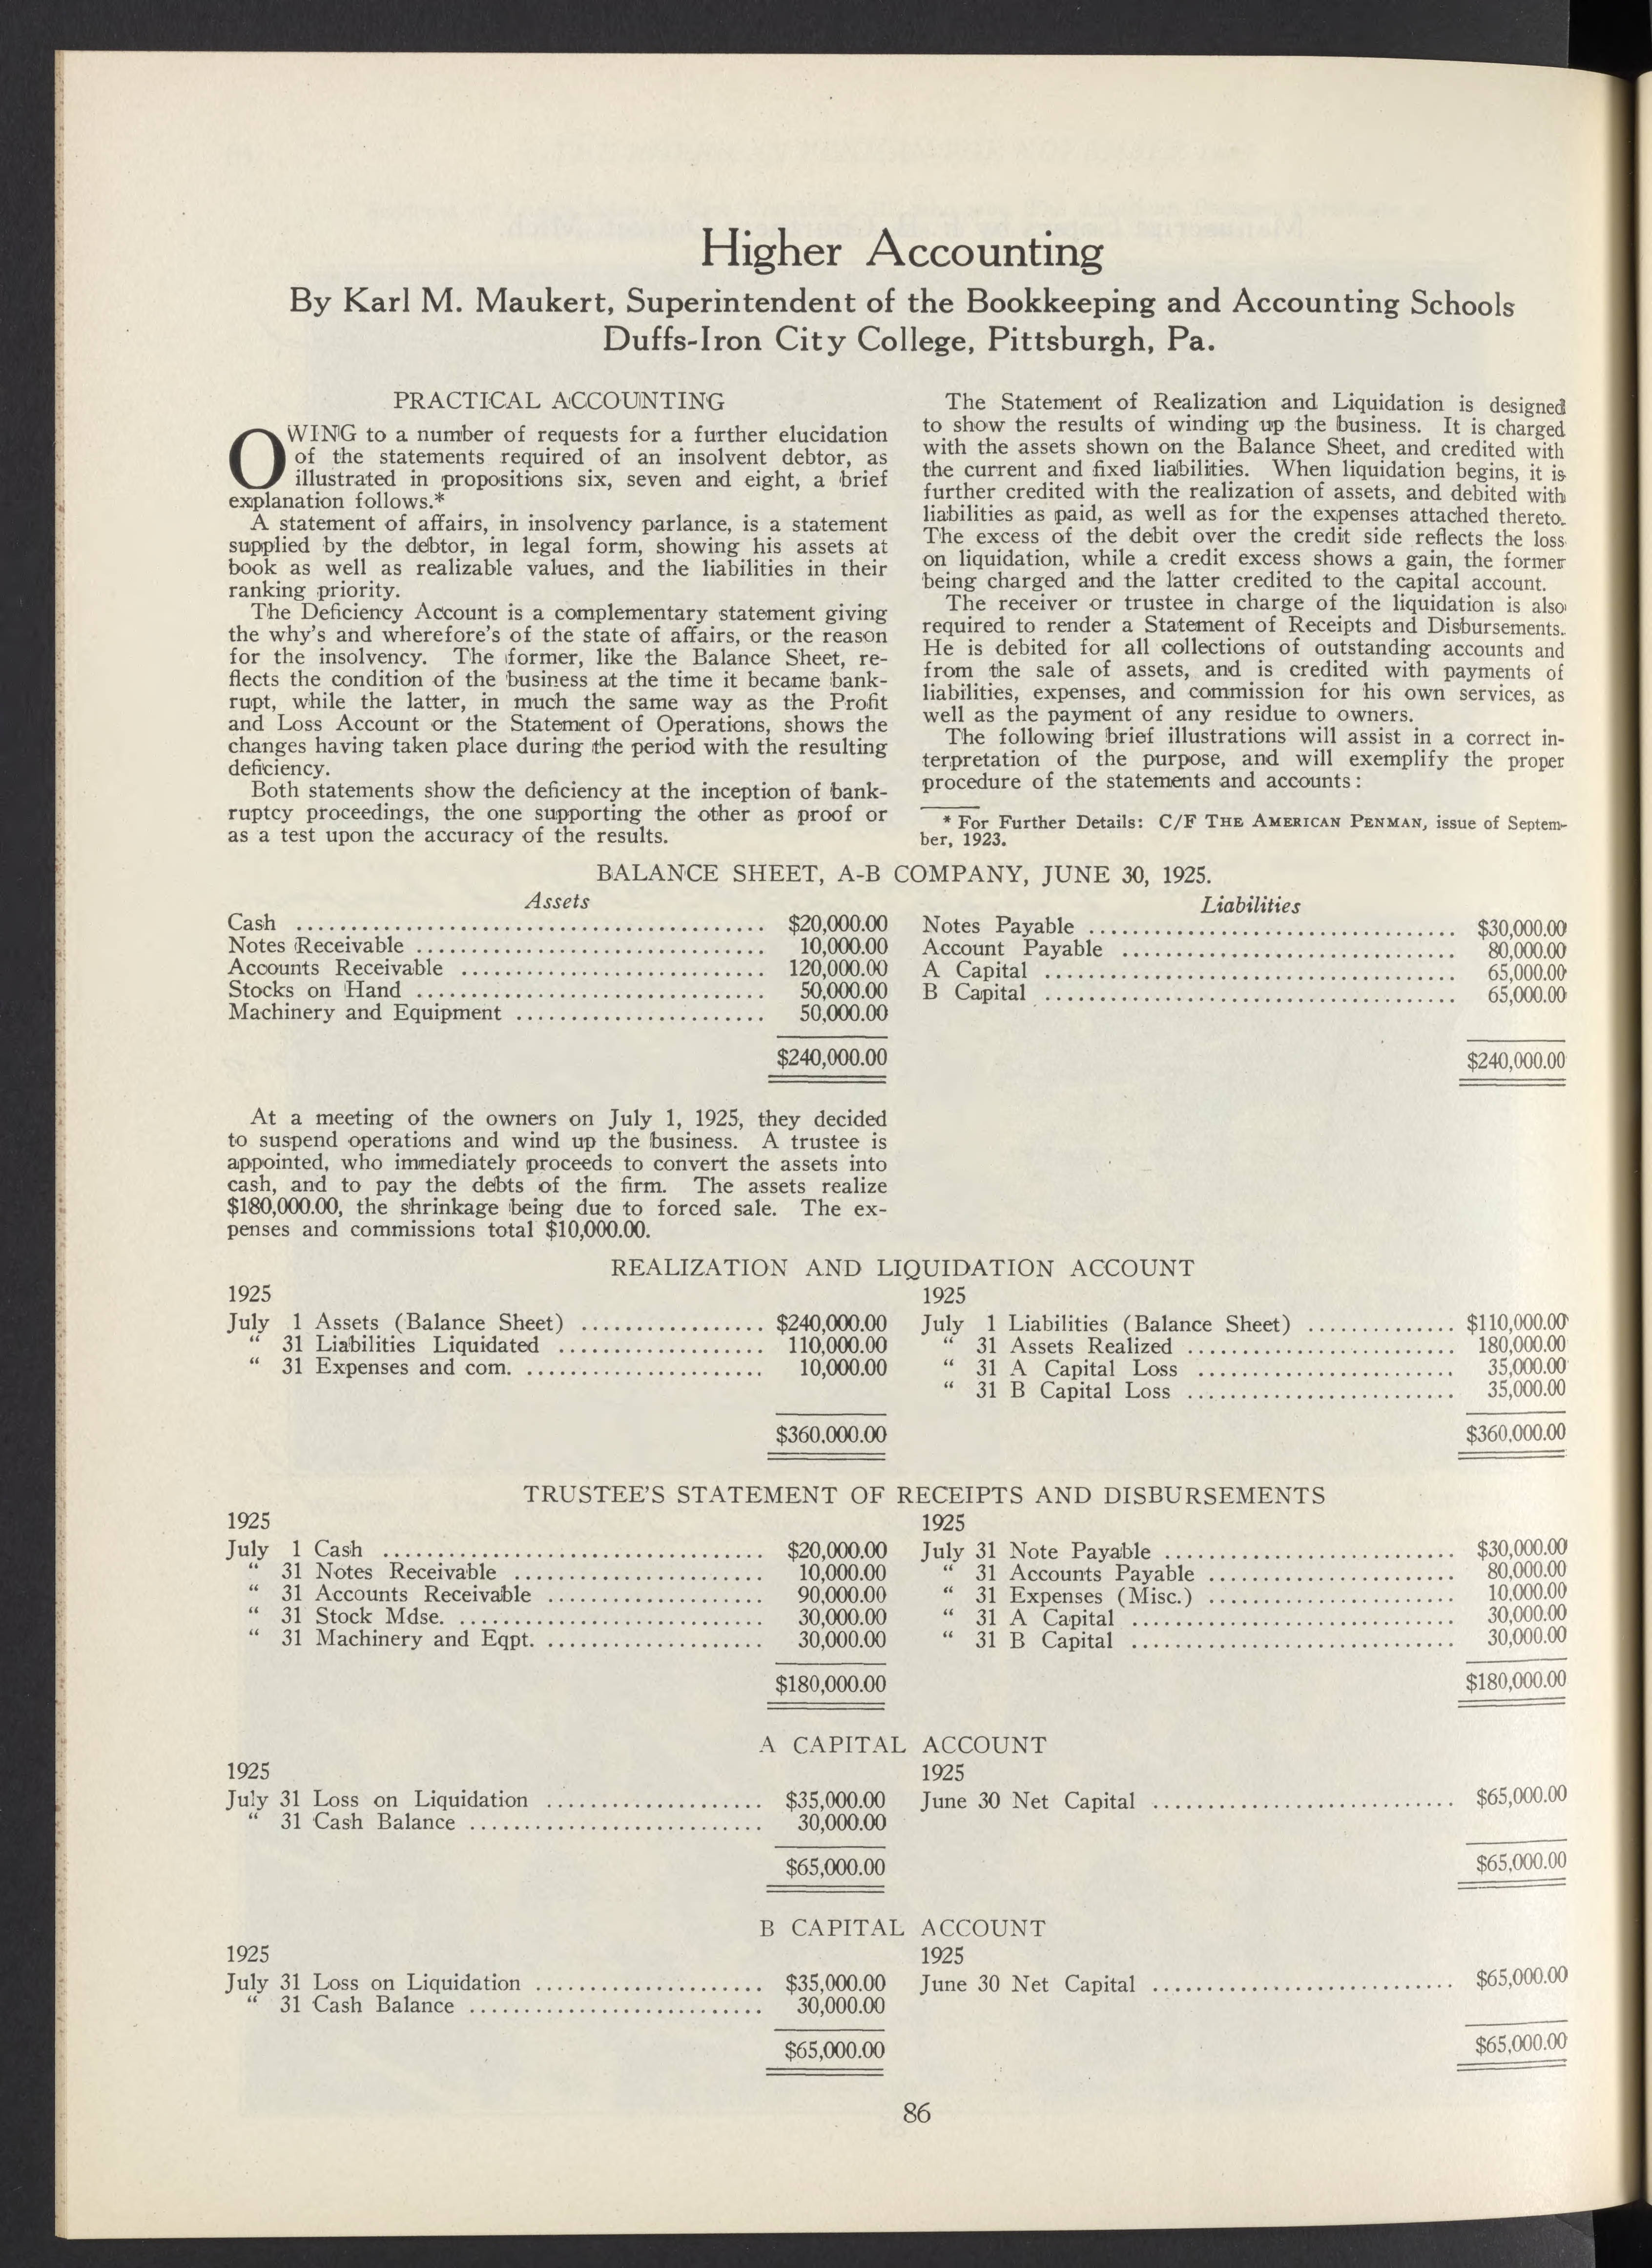 Higher Accounting
By Karl M. Maukert, Superintendent of the Bookkeeping and Accounting Schools
Duffs-Iron City College, Pittsburgh, Pa.
PRACTICAL ACCOUNTING
OWING to a number of requests for a further elucidation
of the statements required of an insolvent debtor, as
illustrated in propositions six, seven and eight, a brief
explanation follows.*
A statement of affairs, in insolvency parlance, is a statement
supplied by the debtor, in legal form, showing his assets at
book as well as realizable values, and the liabilities in their
ranking priority.
The Deficiency Account is a complementary statement giving
the why's and wherefore's of the state of affairs, or the reason
for the insolvency. The former, like the Balance Sheet, re-
flects the condition of the business at the time it became bank-
rupt, while the latter, in much the same way as the Profit
and Loss Account or the Statement of Operations, shows the
changes having taken place during the period with the resulting
deficiency.
Both statements show the deficiency at the inception of bank-
ruptcy proceedings, the one supporting the other as proof or
as a test upon the accuracy of the results.
The Statement of Realization and Liquidation is designed
to show the results of winding up the business. It is charged
with the assets shown on the Balance Sheet, and credited with
the current and fixed liabilities. When liquidation begins, it is
further credited with the realization of assets, and debited with
liabilities as paid, as well as for the expenses attached thereto.
The excess of the debit over the credit side reflects the loss
on liquidation, while a credit excess shows a gain, the former
being charged and the latter credited to the capital account.
The receiver or trustee in charge of the liquidation is also
required to render a Statement of Receipts and Disbursements.
He is debited for all collections of outstanding accounts and
from the sale of assets, and is credited with payments of
liabilities, expenses, and commission for his own services, as
well as the payment of any residue to owners.
The following brief illustrations will assist in a correct in-
terpretation of the purpose, and will exemplify the proper
procedure of the statements and accounts:
* For Further Details: C/F THE AMERICAN PENMAN, issue of Septem-
ber, 1923.
BALANCE SHEET, A-B COMPANY, JUNE 30, 1925.
Assets
Cash ........ $20,000.00
Notes Receivable ........ 10,000.00
Accounts Receivable ........ 120,000.00
Stocks on Hand ........ 50,000.00
Machinery and Equipment ........ 50,000.00
$240,000.00
Liabilities
Notes Payable ........ $30,000.00
Account Payable ........ 80,000.00
A Capital ........ 65,000.00
B Capital ........ 65,000.00
$240,000.00
At a meeting of the owners on July 1, 1925, they decided
to suspend operations and wind up the business. A trustee is
appointed, who immediately proceeds to convert the assets into
cash, and to pay the debts of the firm. The assets realize
$180,000.00, the shrinkage being due to forced sale. The ex-
penses and commissions total $10,000.00.
REALIZATION AND LIQUIDATION ACCOUNT
1925
July 1 Assets (Balance Sheet) ........ $240,000.00
" 31 Liabilities Liquidated ........ 110,000.00
" 31 Expenses and com. ........ 10,000.00
$360,000.00
1925
July 1 Liabilities (Balance Sheet) ........ $110,000.00
" 31 Assets Realized ........ 180,000.00
" 31 A Capital Loss ........ 35,000.00
" 31 B Capital Loss ........ 35,000.00
$360,000.00
TRUSTEE'S STATEMENT OF RECEIPTS AND DISBURSEMENTS
1925
July 1 Cash ........ $20,000.00
" 31 Notes Receivable ........ 10,000.00
" 31 Accounts Receivable ........ 90,000.00
" 31 Stock Mdse. ........ 30,000.00
" 31 Machinery and Eqpt. ........ 30,000.00
$180,000.00
1925
July 31 Note Payable ........ $30,000.00
" 31 Accounts Payable ........ 80,000.00
" 31 Expenses (Misc.) ........ 10,000.00
" 31 A Capital ........ 30,000.00
" 31 B Capital ........ 30,000.00
$180,000.00
A CAPITAL ACCOUNT
1925
July 31 Loss on Liquidation ........ $35,000.00
" 31 Cash Balance ........ 30,000.00
$65,000.00
1925
June 30 Net Capital ........ $65,000.00
$65,000.00
B CAPITAL ACCOUNT
1925
July 31 Loss on Liquidation ........ $35,000.00
" 31 Cash Balance ........ 30,000.00
$65,000.00
1925
June 30 Net Capital ........ $65,000.00
$65,000.00
86